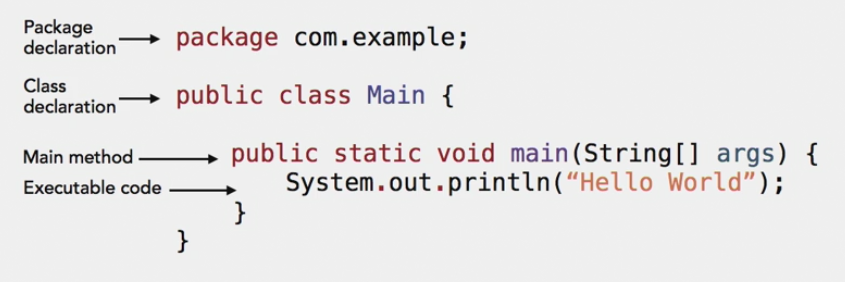 Package
declaration
package com.example;
Class
declaration
public class Main {
Main method
public static void main(String[] args) {
Executable code
System.out.println(“Hello World”);
}
}